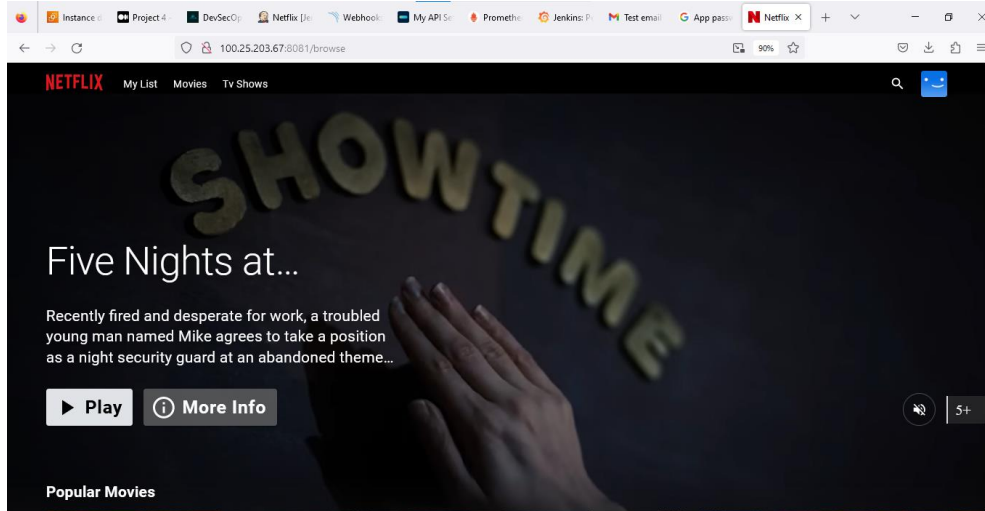 Instance d
Project 4 -
DevSecOp
Netflix [Jen
Webhook
My API Se
Promethe
Jenkins: Pe
Test email
App passw
Netflix
100.25.203.67:8081/browse
90%
NETFLIX My List Movies Tv Shows
SHOWTIME
Five Nights at...
Recently fired and desperate for work, a troubled
young man named Mike agrees to take a position
as a night security guard at an abandoned theme...
Play
More Info
5+
Popular Movies